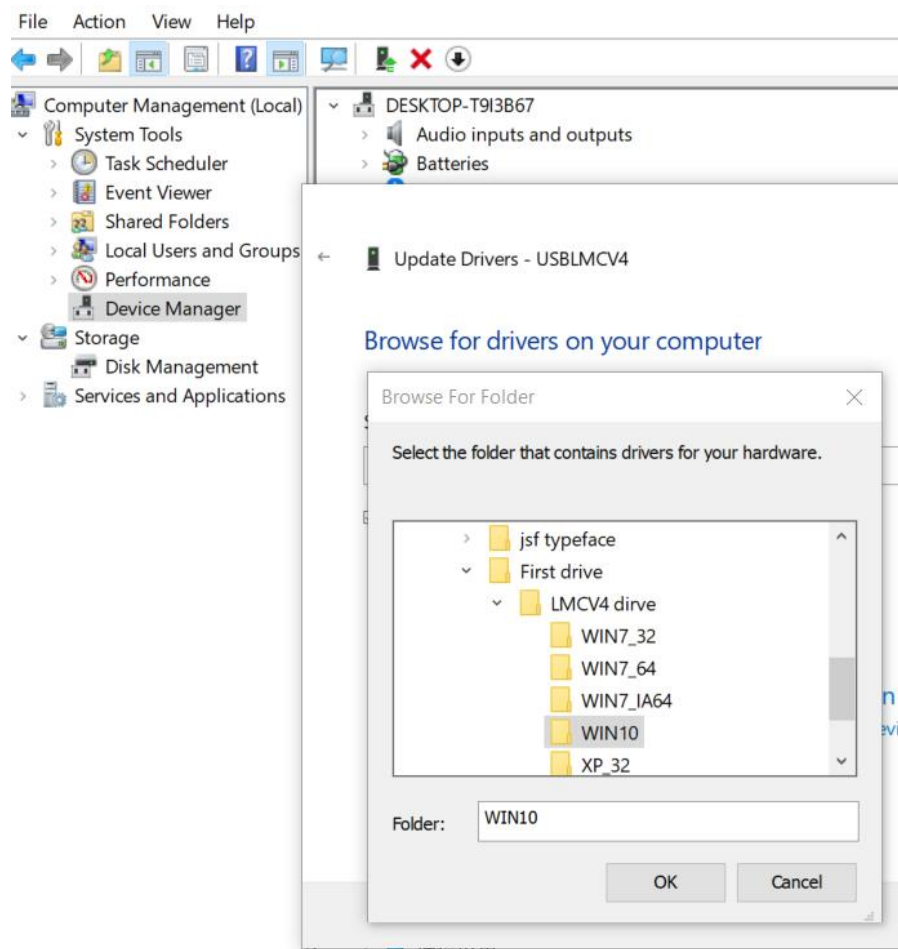 File Action View Help
Computer Management (Local)
System Tools
Task Scheduler
Event Viewer
Shared Folders
Local Users and Groups
Performance
Device Manager
Storage
Disk Management
Services and Applications
DESKTOP-T9I3B67
Audio inputs and outputs
Batteries
Update Drivers - USBLMCV4
Browse for drivers on your computer
Browse For Folder
Select the folder that contains drivers for your hardware.
jsf typeface
First drive
LMCV4 dirve
WIN7_32
WIN7_64
WIN7_IA64
WIN10
XP_32
Folder: WIN10
OK Cancel